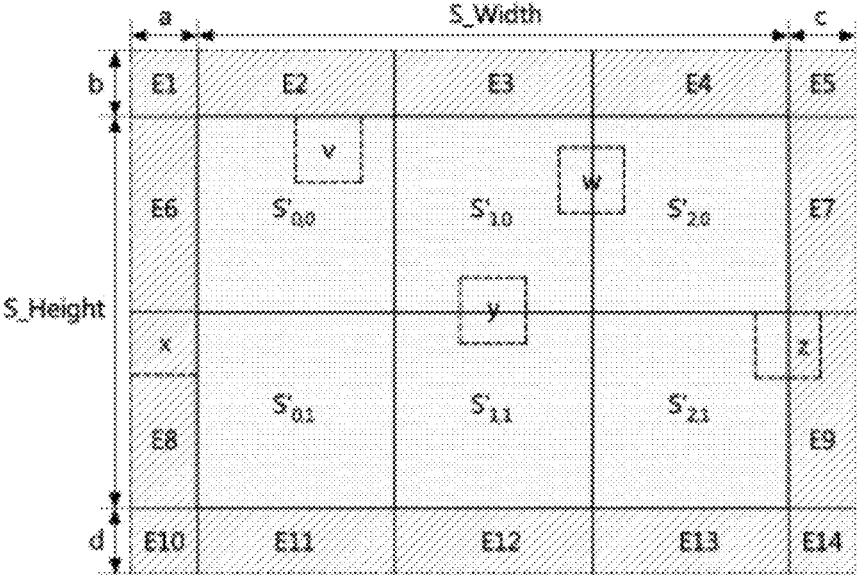 a S_Width c
b E1 E2 E3 E4 E5
v
w
E6 S'0,0 S'1,0 S'2,0 E7
S_Height y
x z
S'0,1 S'1,1 S'2,1
E8 E9
d E10 E11 E12 E13 E14